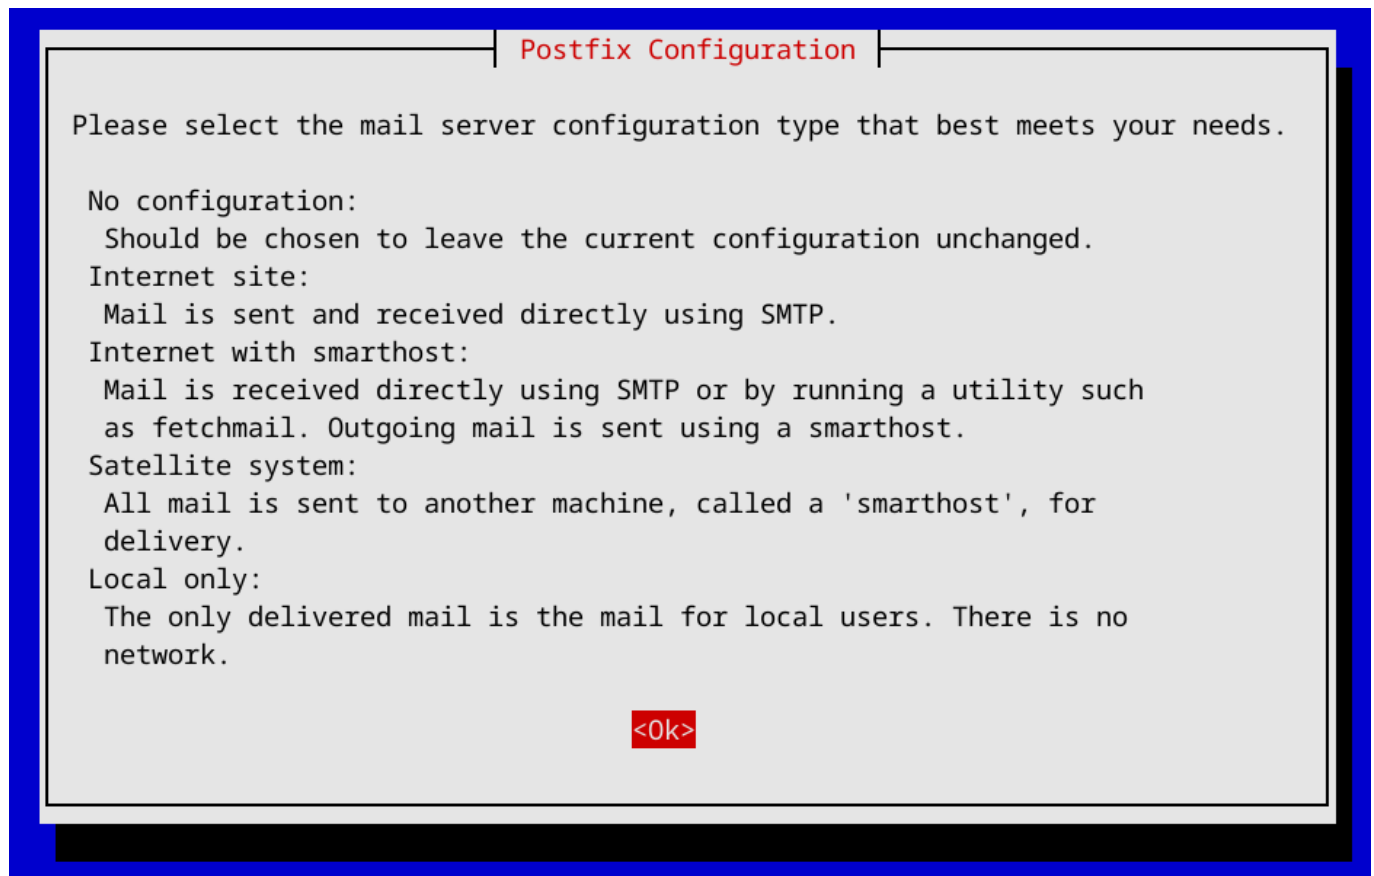 Postfix Configuration
Please select the mail server configuration type that best meets your needs.
No configuration:
Should be chosen to leave the current configuration unchanged.
Internet site:
Mail is sent and received directly using SMTP.
Internet with smarthost:
Mail is received directly using SMTP or by running a utility such
as fetchmail. Outgoing mail is sent using a smarthost.
Satellite system:
All mail is sent to another machine, called a 'smarthost', for
delivery.
Local only:
The only delivered mail is the mail for local users. There is no
network.
<Ok>